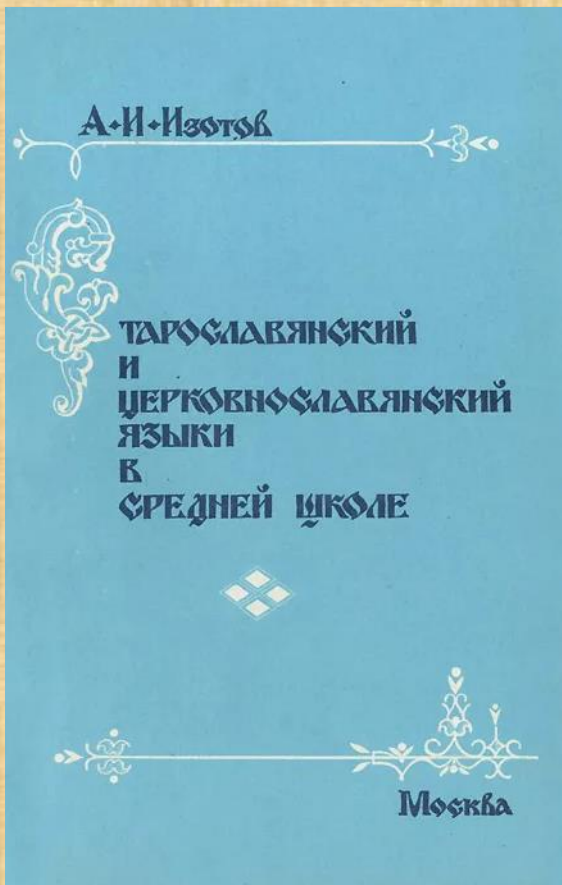 А·И·Изотов
СТАРОСЛАВЯНСКИЙ
И
ЦЕРКОВНОСЛАВЯНСКИЙ
ЯЗЫКИ
В
СРЕДНЕЙ ШКОЛЕ
Москва